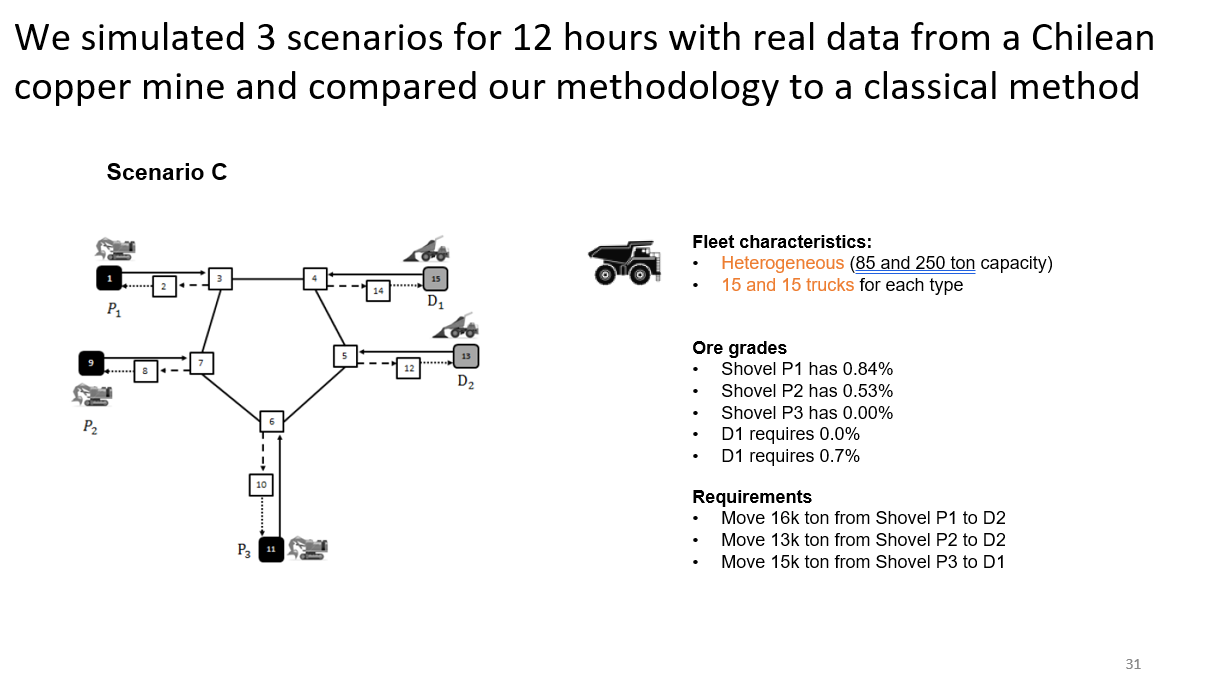 We simulated 3 scenarios for 12 hours with real data from a Chilean
copper mine and compared our methodology to a classical method
Scenario C
1
2
3
4
14
15
P1
D1
9
8
7
5
12
13
P2
D2
6
10
P3
11
Fleet characteristics:
• Heterogeneous (85 and 250 ton capacity)
• 15 and 15 trucks for each type
Ore grades
• Shovel P1 has 0.84%
• Shovel P2 has 0.53%
• Shovel P3 has 0.00%
• D1 requires 0.0%
• D1 requires 0.7%
Requirements
• Move 16k ton from Shovel P1 to D2
• Move 13k ton from Shovel P2 to D2
• Move 15k ton from Shovel P3 to D1
31